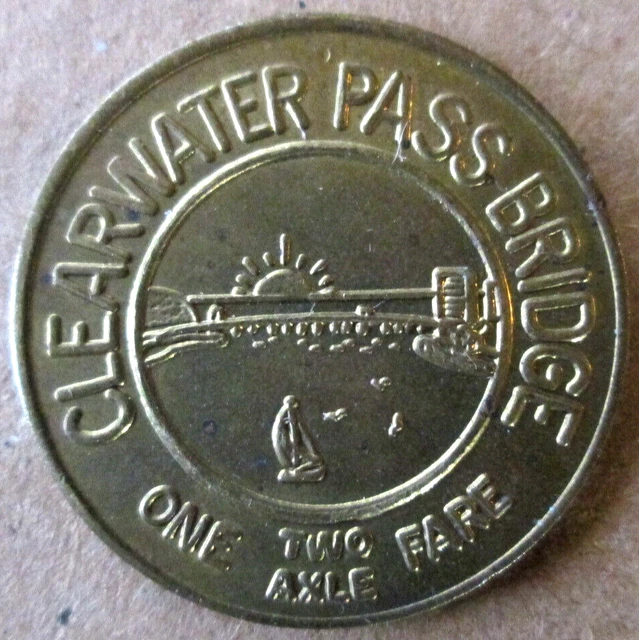 CLEARWATER PASS BRIDGE
ONE TWO AXLE FARE